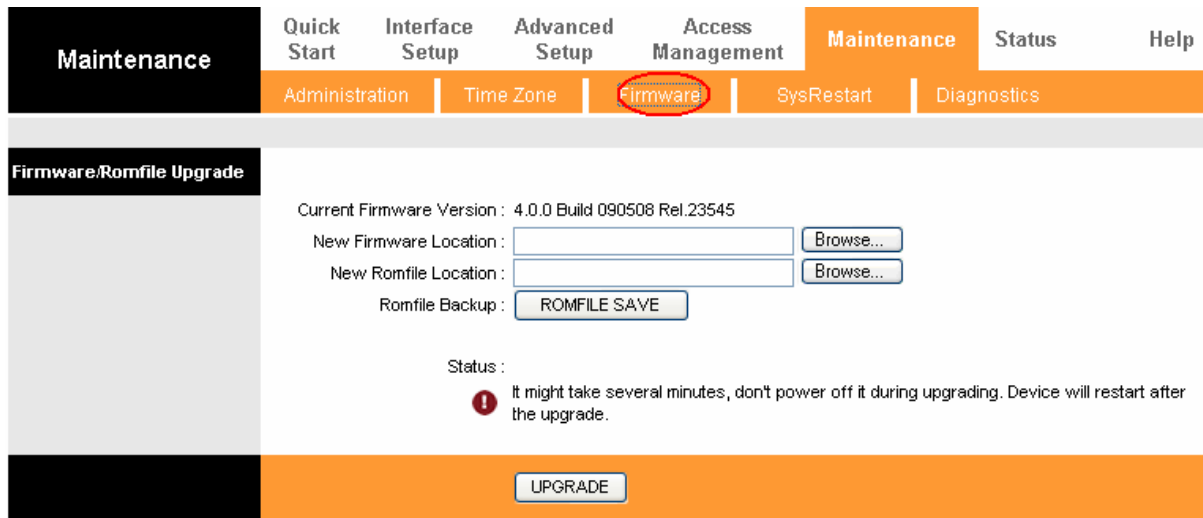 Maintenance
Quick Start
Interface Setup
Advanced Setup
Access Management
Maintenance
Status
Help
Administration
Time Zone
Firmware
SysRestart
Diagnostics
Firmware/Romfile Upgrade
Current Firmware Version : 4.0.0 Build 090508 Rel.23545
New Firmware Location : Browse...
New Romfile Location : Browse...
Romfile Backup : ROMFILE SAVE
Status :
It might take several minutes, don't power off it during upgrading. Device will restart after
the upgrade.
UPGRADE